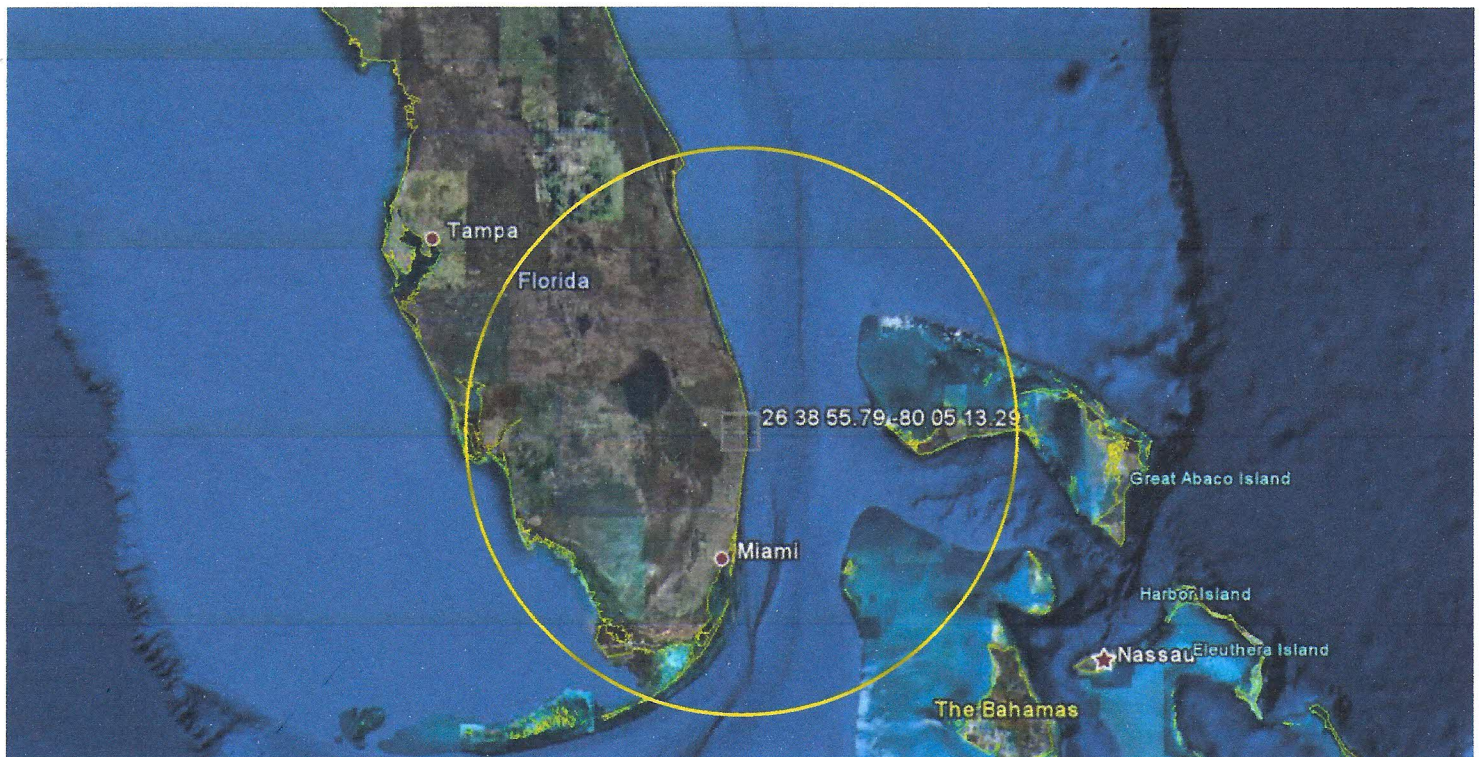 Tampa
Florida
26 38 55.79,-80 05 13.29
Great Abaco Island
Miami
Harbor Island
Nassau
Eleuthera Island
The Bahamas